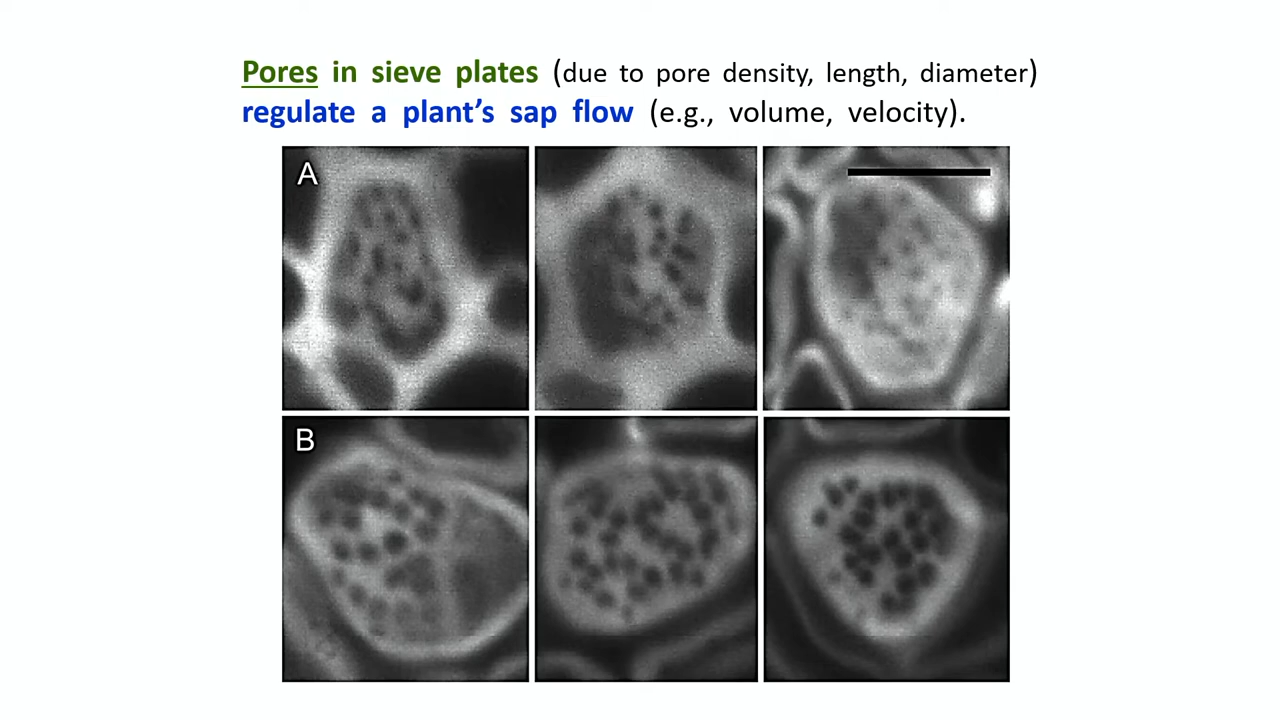 Pores in sieve plates (due to pore density, length, diameter)
regulate a plant’s sap flow (e.g., volume, velocity).
A
B